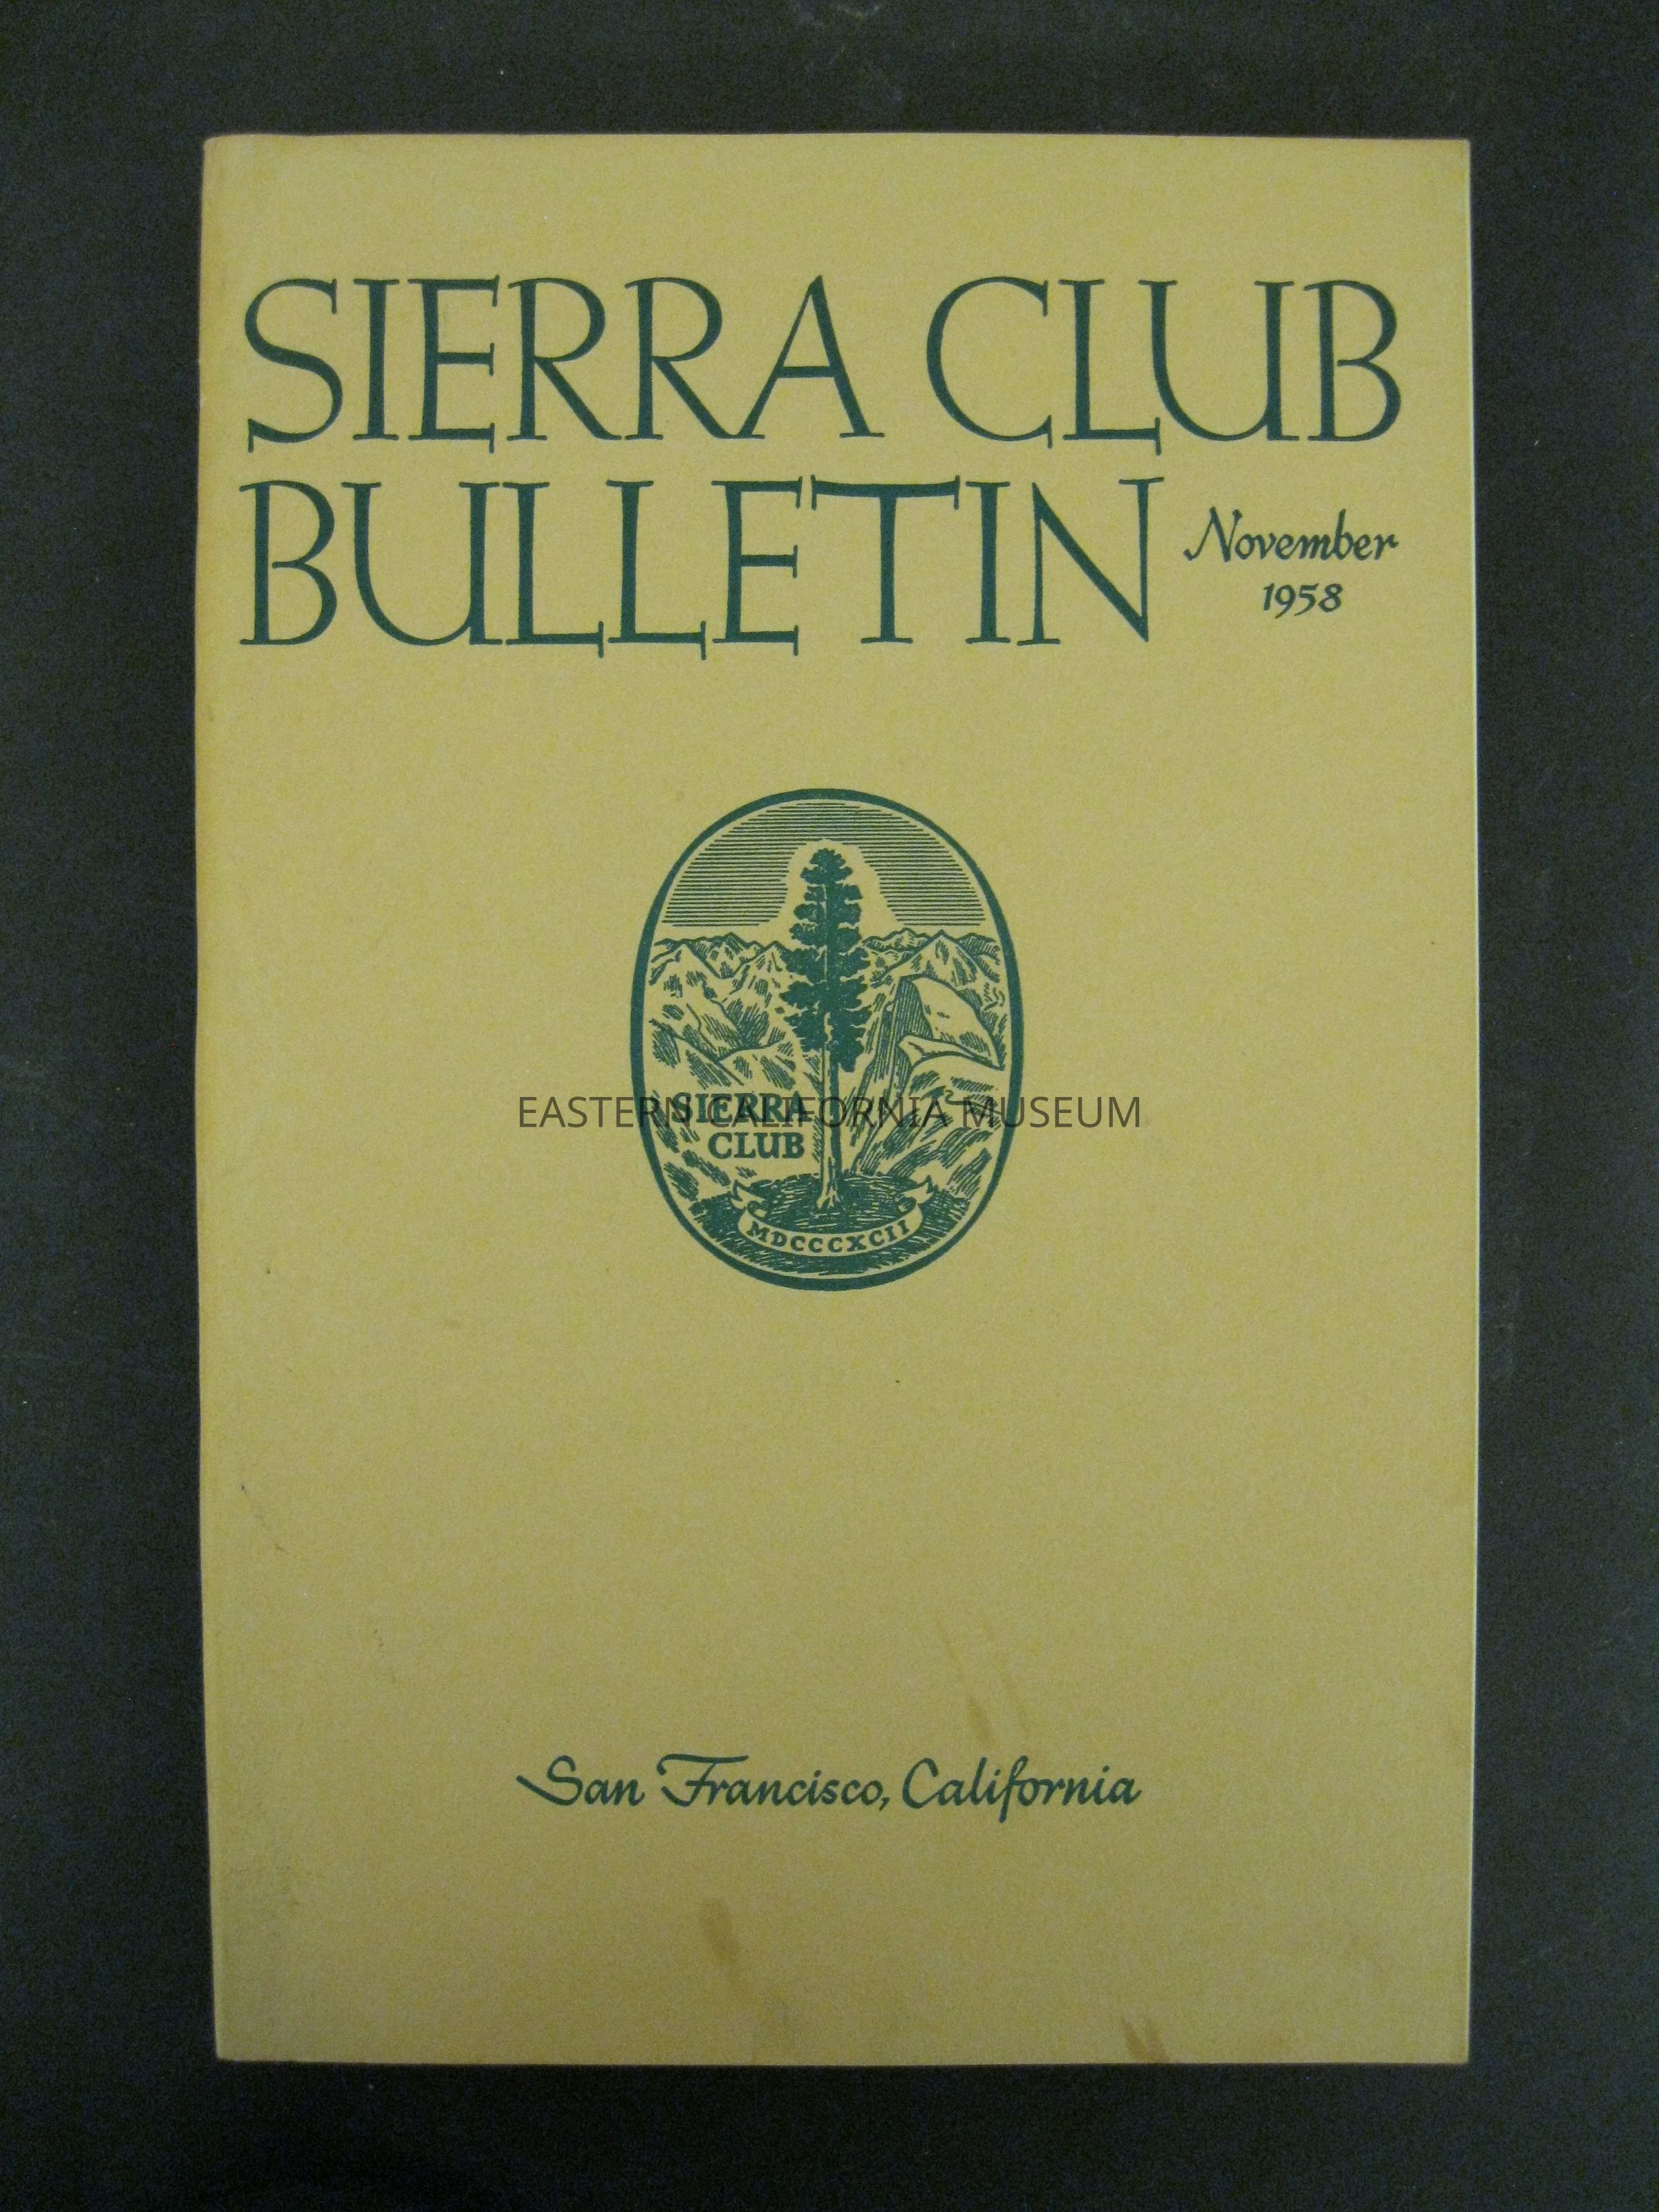 SIERRA CLUB
BULLETIN
November
1958
SIERRA
CLUB
MDCCCXCII
EASTERN CALIFORNIA MUSEUM
San Francisco, California